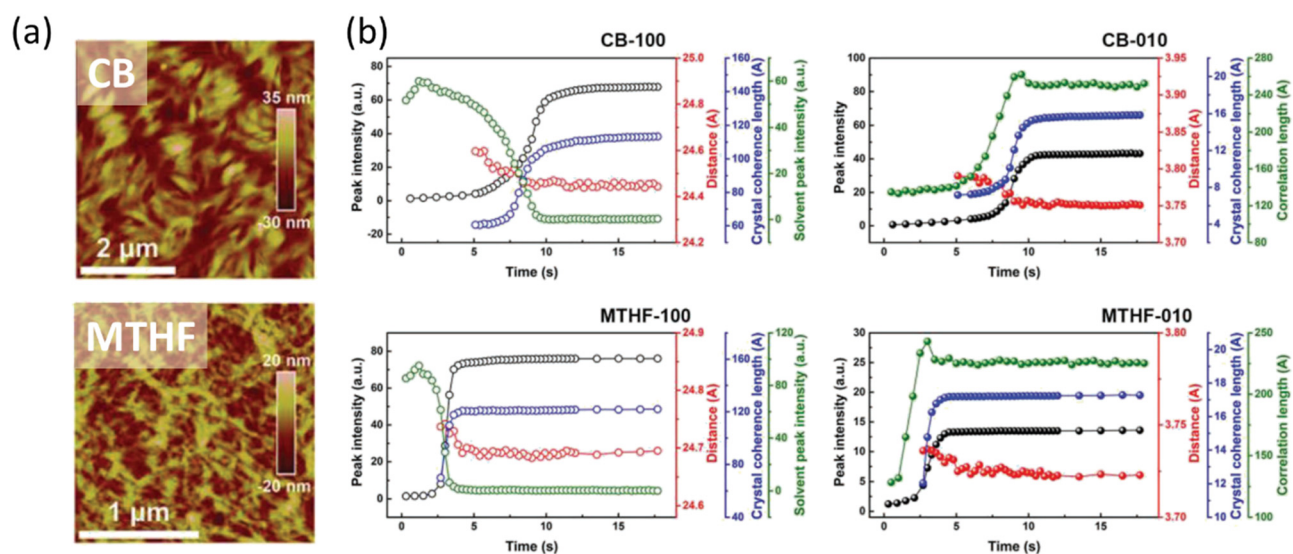 (a)
CB
35 nm
-30 nm
2 µm
MTHF
20 nm
-20 nm
1 µm
(b)
CB-100
Peak intensity (a.u.)
80
60
40
20
0
-20
0 5 10 15
Time (s)
25.0
24.8
24.6
24.4
24.2
Distance (A)
160
140
120
100
80
60
Crystal coherence length (A)
60
40
20
0
Solvent peak intensity (a.u.)
CB-010
Peak intensity
100
80
60
40
20
0
0 5 10 15
Time (s)
3.95
3.90
3.85
3.80
3.75
3.70
Distance (A)
20
16
12
8
4
Crystal coherence length (A)
280
240
200
160
120
80
Correlation length (A)
MTHF-100
Peak intensity (a.u.)
80
60
40
20
0
0 5 10 15
Time (s)
24.9
24.8
24.7
24.6
Distance (A)
160
120
80
40
Crystal coherence length (A)
120
80
40
0
Solvent peak intensity (a.u.)
MTHF-010
Peak intensity (a.u.)
30
25
20
15
10
5
0
0 5 10 15
Time (s)
3.80
3.75
3.70
Distance (A)
20
18
16
14
12
10
Crystal coherence length (A)
250
200
150
100
Correlation length (A)